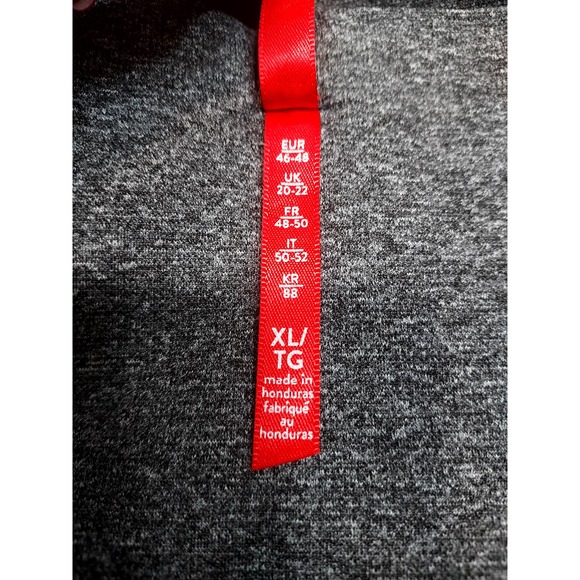 EUR
46-48
UK
20-22
FR
48-50
IT
50-52
KR
88
XL/
TG
made in
honduras
fabriqué
au
honduras